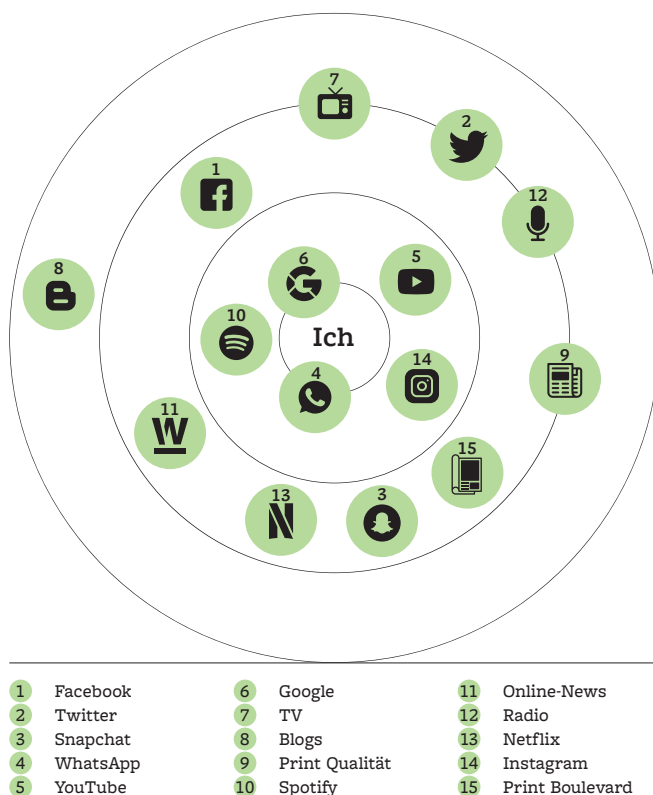 7
2
1
12
8
6
5
10
Ich
14
4
9
11
W
15
13
N
3
1 Facebook 6 Google 11 Online-News
2 Twitter 7 TV 12 Radio
3 Snapchat 8 Blogs 13 Netflix
4 WhatsApp 9 Print Qualität 14 Instagram
5 YouTube 10 Spotify 15 Print Boulevard